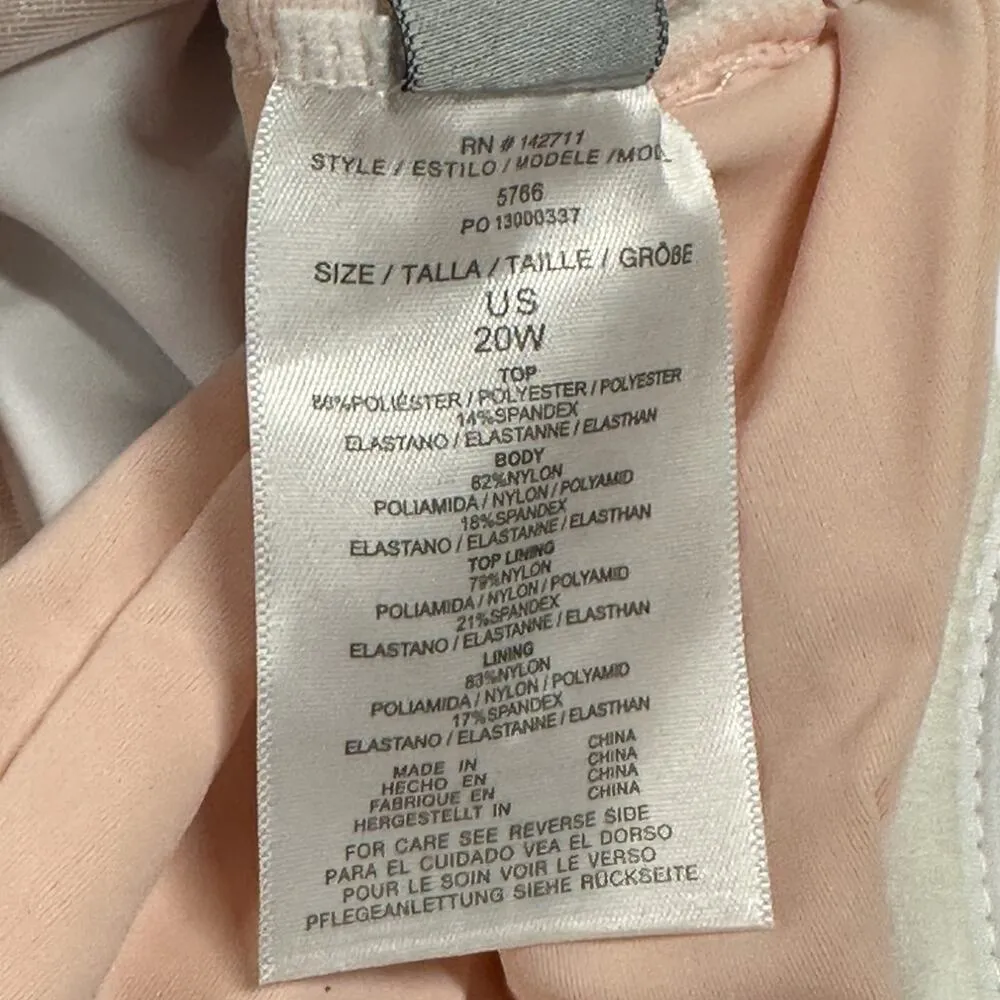 RN # 142711
STYLE / ESTILO / MODELE / MOD
5766
PO 13000337
SIZE / TALLA / TAILLE / GRÖBE
US
20W
TOP
86%POLIESTER / POLYESTER / POLYESTER
14%SPANDEX
ELASTANO / ELASTANNE / ELASTHAN
BODY
82%NYLON
POLIAMIDA / NYLON / POLYAMID
18%SPANDEX
ELASTANO / ELASTANNE / ELASTHAN
TOP LINING
79%NYLON
POLIAMIDA / NYLON / POLYAMID
21%SPANDEX
ELASTANO / ELASTANNE / ELASTHAN
LINING
83%NYLON
POLIAMIDA / NYLON / POLYAMID
17%SPANDEX
ELASTANO / ELASTANNE / ELASTHAN
MADE IN CHINA
HECHO EN CHINA
FABRIQUE EN CHINA
HERGESTELLT IN CHINA
FOR CARE SEE REVERSE SIDE
PARA EL CUIDADO VEA EL DORSO
POUR LE SOIN VOIR LE VERSO
PFLEGEANLETTUNG SIEHE RÜCKSEITE